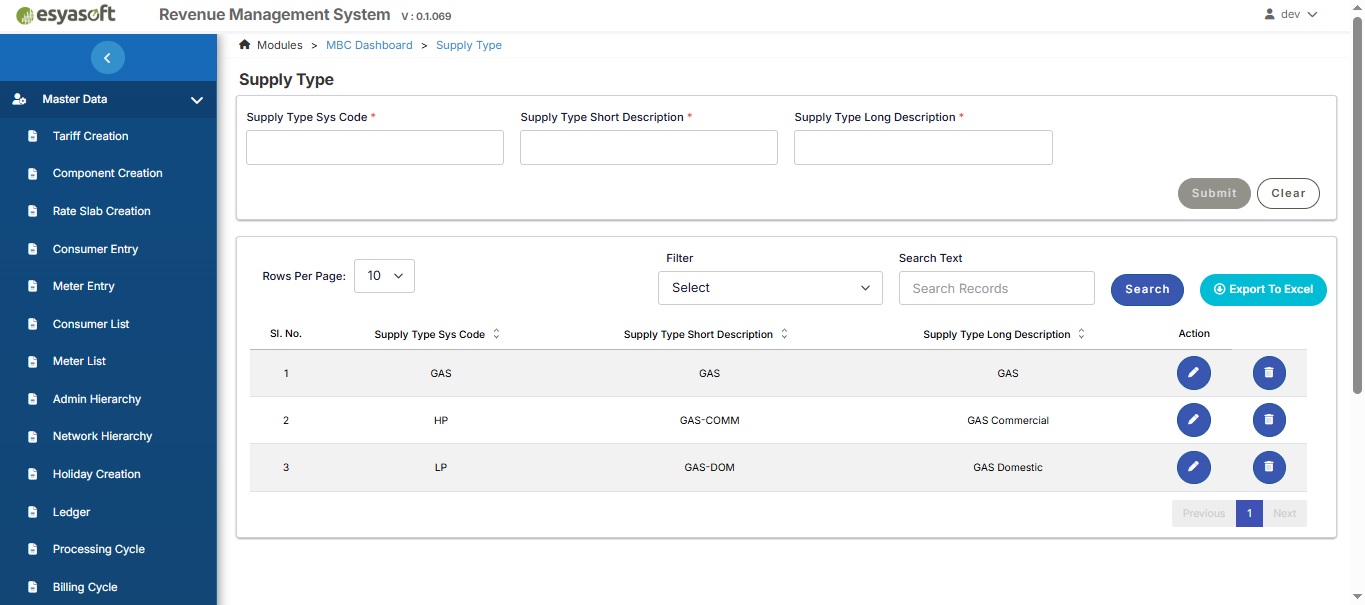 esyasoft
Revenue Management System V : 0.1.069
dev
Modules > MBC Dashboard > Supply Type
Master Data
Tariff Creation
Component Creation
Rate Slab Creation
Consumer Entry
Meter Entry
Consumer List
Meter List
Admin Hierarchy
Network Hierarchy
Holiday Creation
Ledger
Processing Cycle
Billing Cycle
Supply Type
Supply Type Sys Code * Supply Type Short Description * Supply Type Long Description *
Submit Clear
Rows Per Page: 10
Filter
Select
Search Text
Search Records
Search
Export To Excel
Sl. No. Supply Type Sys Code Supply Type Short Description Supply Type Long Description Action
1 GAS GAS GAS
2 HP GAS-COMM GAS Commercial
3 LP GAS-DOM GAS Domestic
Previous 1 Next